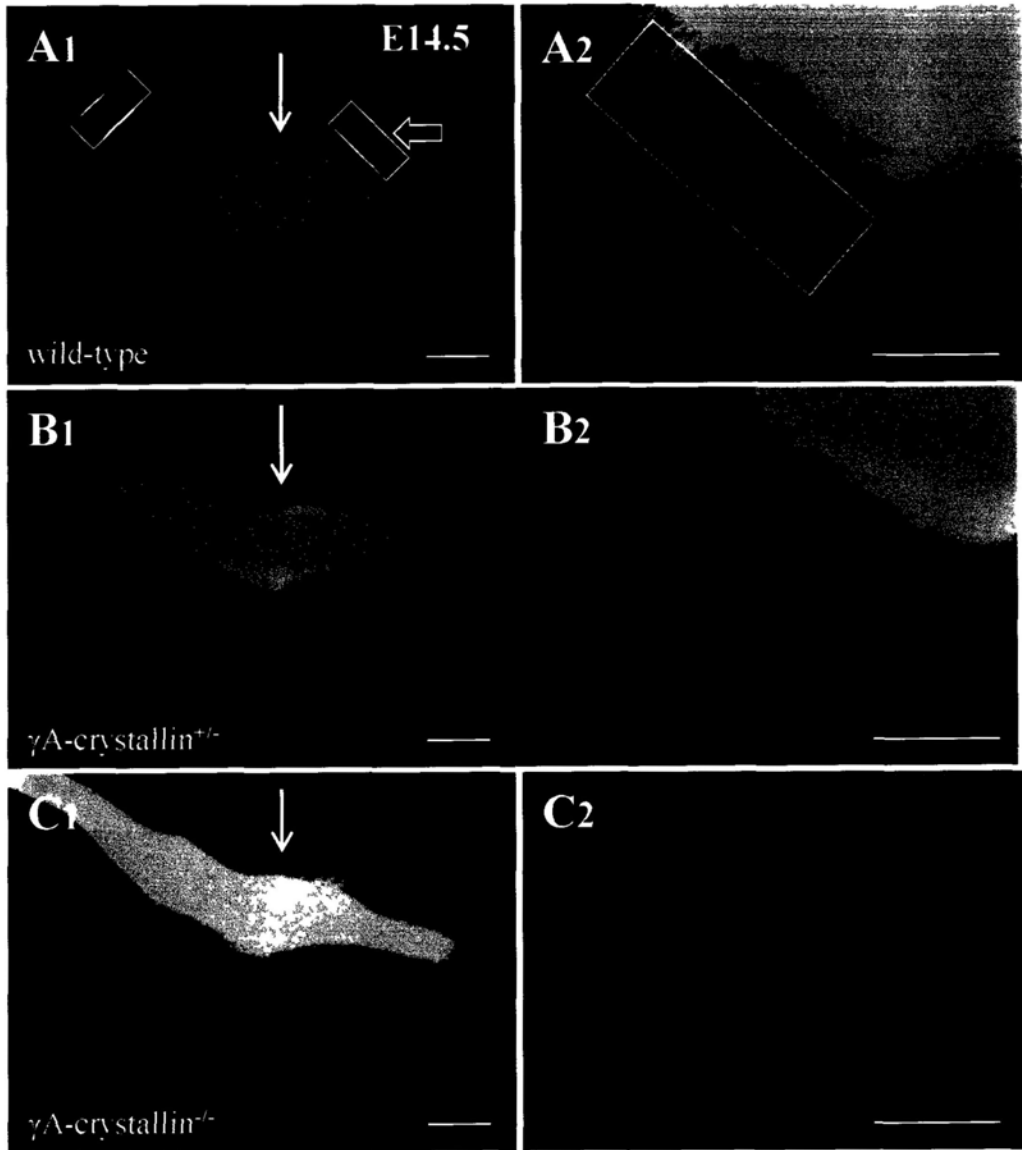 A1
E14.5
A2
wild-type
B1
B2
γA-crystallin+/-
C1
C2
γA-crystallin-/-